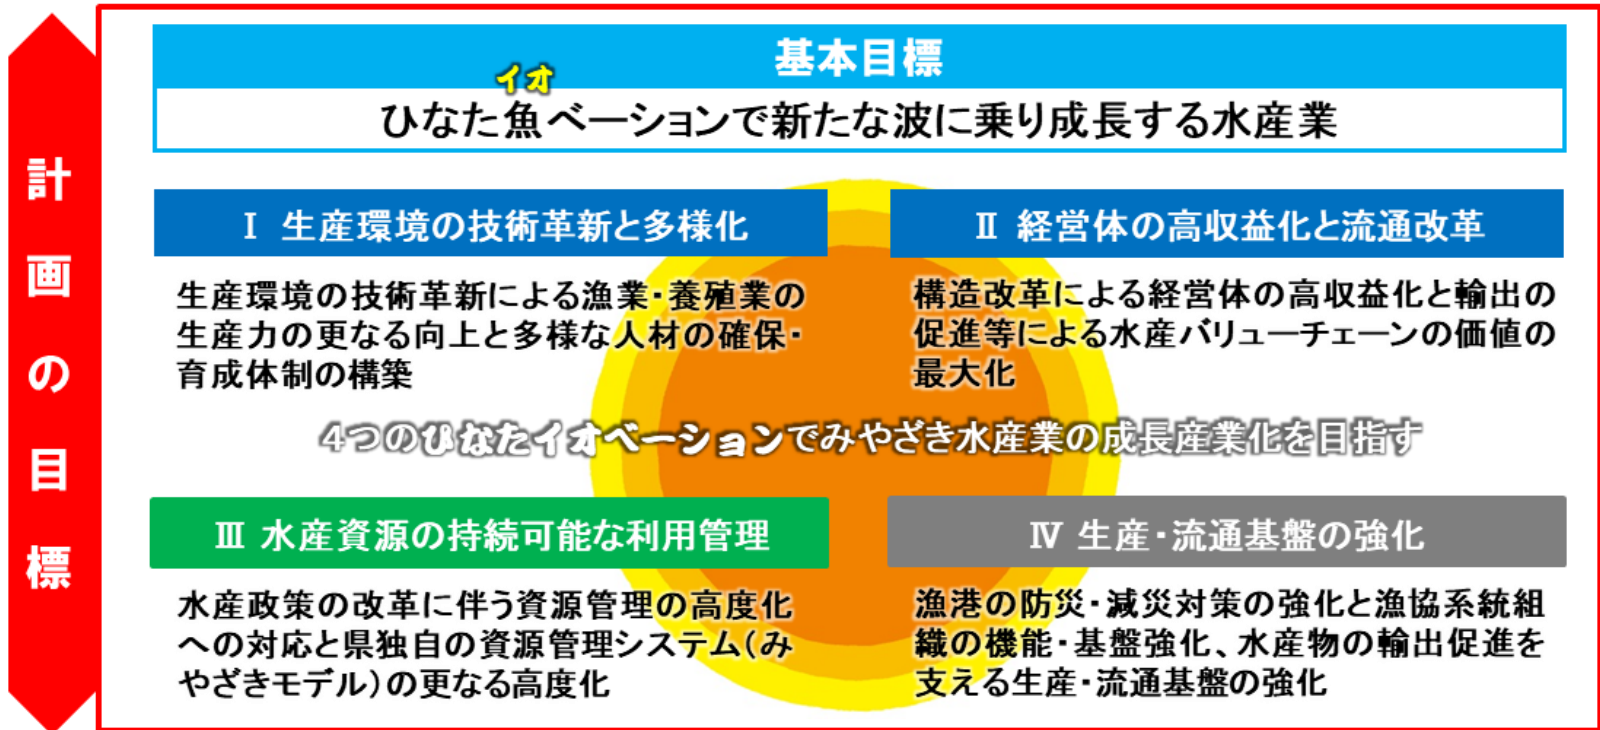 計画の目標
基本目標
イオ
ひなた魚ベーションで新たな波に乗り成長する水産業
Ⅰ 生産環境の技術革新と多様化
生産環境の技術革新による漁業・養殖業の
生産力の更なる向上と多様な人材の確保・
育成体制の構築
Ⅱ 経営体の高収益化と流通改革
構造改革による経営体の高収益化と輸出の
促進等による水産バリューチェーンの価値の
最大化
4つのひなたイオベーションでみやざき水産業の成長産業化を目指す
Ⅲ 水産資源の持続可能な利用管理
水産政策の改革に伴う資源管理の高度化
への対応と県独自の資源管理システム(み
やざきモデル)の更なる高度化
Ⅳ 生産・流通基盤の強化
漁港の防災・減災対策の強化と漁協系統組
織の機能・基盤強化、水産物の輸出促進を
支える生産・流通基盤の強化